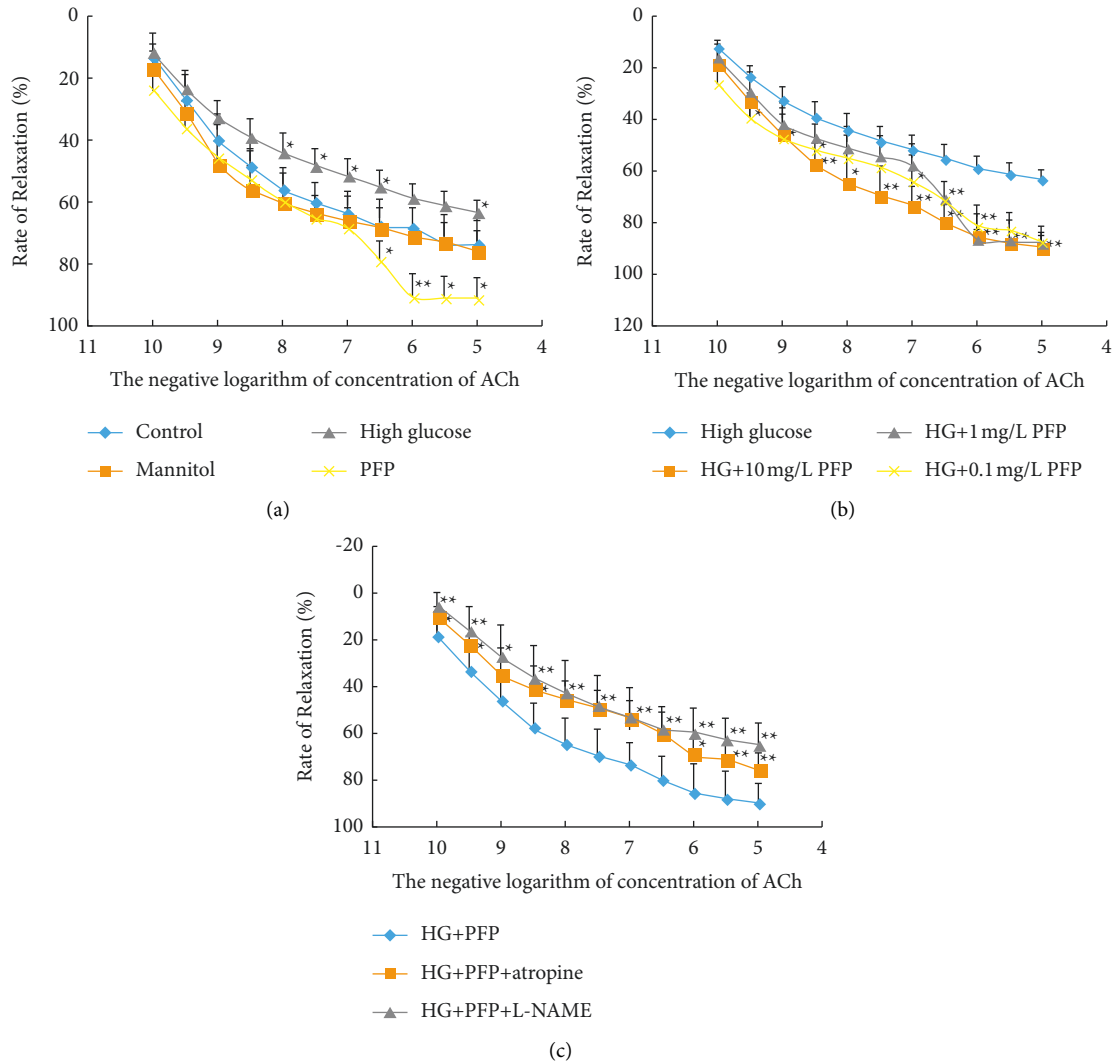 0
20
40
60
80
100
Rate of Relaxation (%)
* * * * *
* ** * *
11 10 9 8 7 6 5 4
The negative logarithm of concentration of ACh
Control High glucose
Mannitol PFP
(a)
0
20
40
60
80
100
120
Rate of Relaxation (%)
11 10 9 8 7 6 5 4
The negative logarithm of concentration of ACh
High glucose HG+1 mg/L PFP
HG+10 mg/L PFP HG+0.1 mg/L PFP
(b)
-20
0
20
40
60
80
100
Rate of Relaxation (%)
11 10 9 8 7 6 5 4
The negative logarithm of concentration of ACh
HG+PFP
HG+PFP+atropine
HG+PFP+L-NAME
(c)